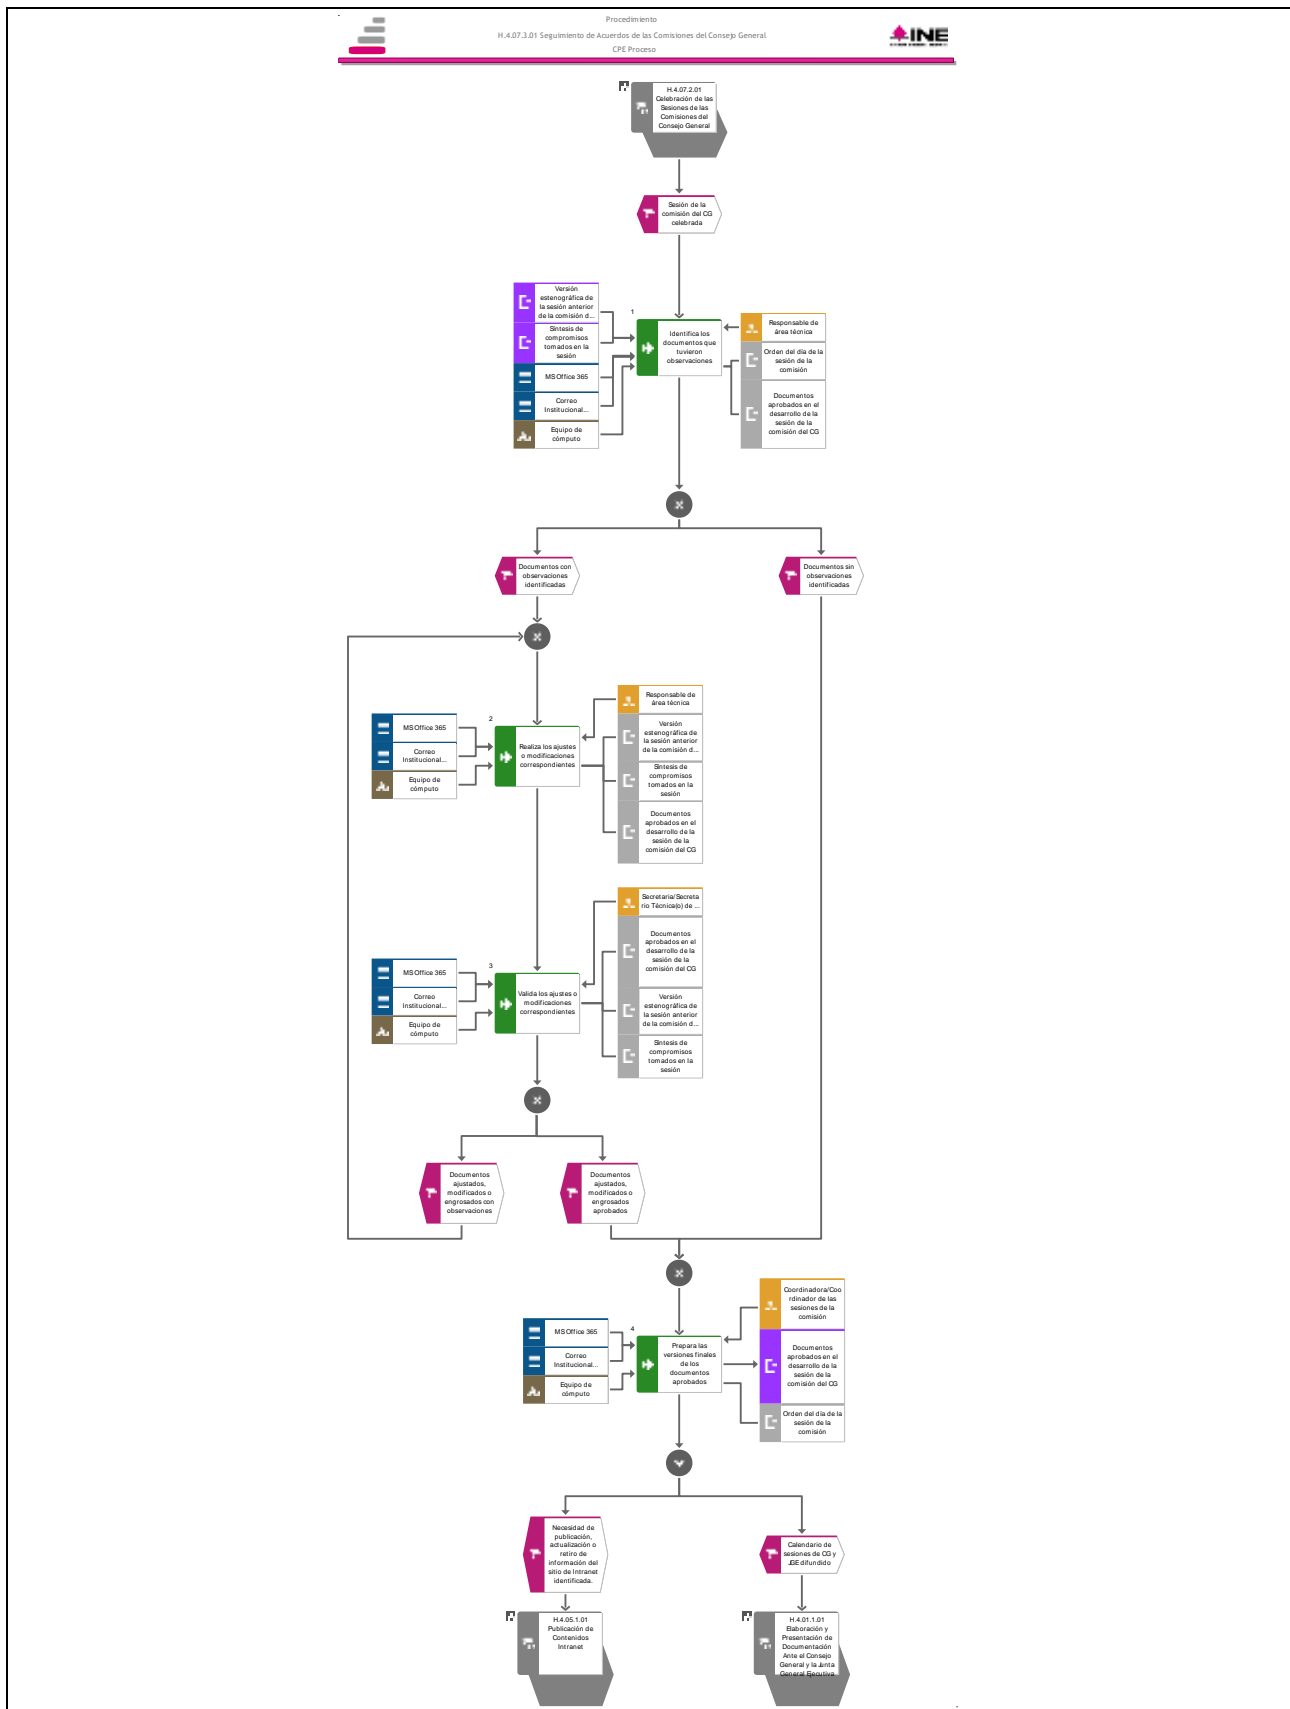 Procedimiento
H.4.07.3.01 Seguimiento de Acuerdos de las Comisiones del Consejo General
CPE Proceso
INE
H.4.07.2.01
Celebración de las
Sesiones de las
Comisiones del
Consejo General
Sesión de la
comisión del CG
celebrada
Versión
estenográfica de
la sesión anterior
de la comisión d...
Síntesis de
compromisos
tomados en la
sesión
MS Office 365
Correo
Institucional...
Equipo de
cómputo
1
Identifica los
documentos que
tuvieron
observaciones
Responsable de
área técnica
Orden del día de la
sesión de la
comisión
Documentos
aprobados en el
desarrollo de la
sesión de la
comisión del CG
Documentos con
observaciones
identificadas
Documentos sin
observaciones
identificadas
MS Office 365
Correo
Institucional...
Equipo de
cómputo
2
Realiza los ajustes
o modificaciones
correspondientes
Responsable de
área técnica
Versión
estenográfica de
la sesión anterior
de la comisión d...
Síntesis de
compromisos
tomados en la
sesión
Documentos
aprobados en el
desarrollo de la
sesión de la
comisión del CG
MS Office 365
Correo
Institucional...
Equipo de
cómputo
3
Valida los ajustes o
modificaciones
correspondientes
Secretaria/Secreta
rio Técnica(o) de ...
Documentos
aprobados en el
desarrollo de la
sesión de la
comisión del CG
Versión
estenográfica de
la sesión anterior
de la comisión d...
Síntesis de
compromisos
tomados en la
sesión
Documentos
ajustados,
modificados o
engrosados con
observaciones
Documentos
ajustados,
modificados o
engrosados
aprobados
MS Office 365
Correo
Institucional...
Equipo de
cómputo
4
Prepara las
versiones finales
de los
documentos
aprobados
Coordinadora/Coo
rdinador de las
sesiones de la
comisión
Documentos
aprobados en el
desarrollo de la
sesión de la
comisión del CG
Orden del día de la
sesión de la
comisión
Necesidad de
publicación,
actualización o
retiro de
información del
sitio de Intranet
identificada.
Calendario de
sesiones de CG y
JGE difundido
H.4.05.1.01
Publicación de
Contenidos
Intranet
H.4.01.1.01
Elaboración y
Presentación de
Documentación
Ante el Consejo
General y la Junta
General Ejecutiva